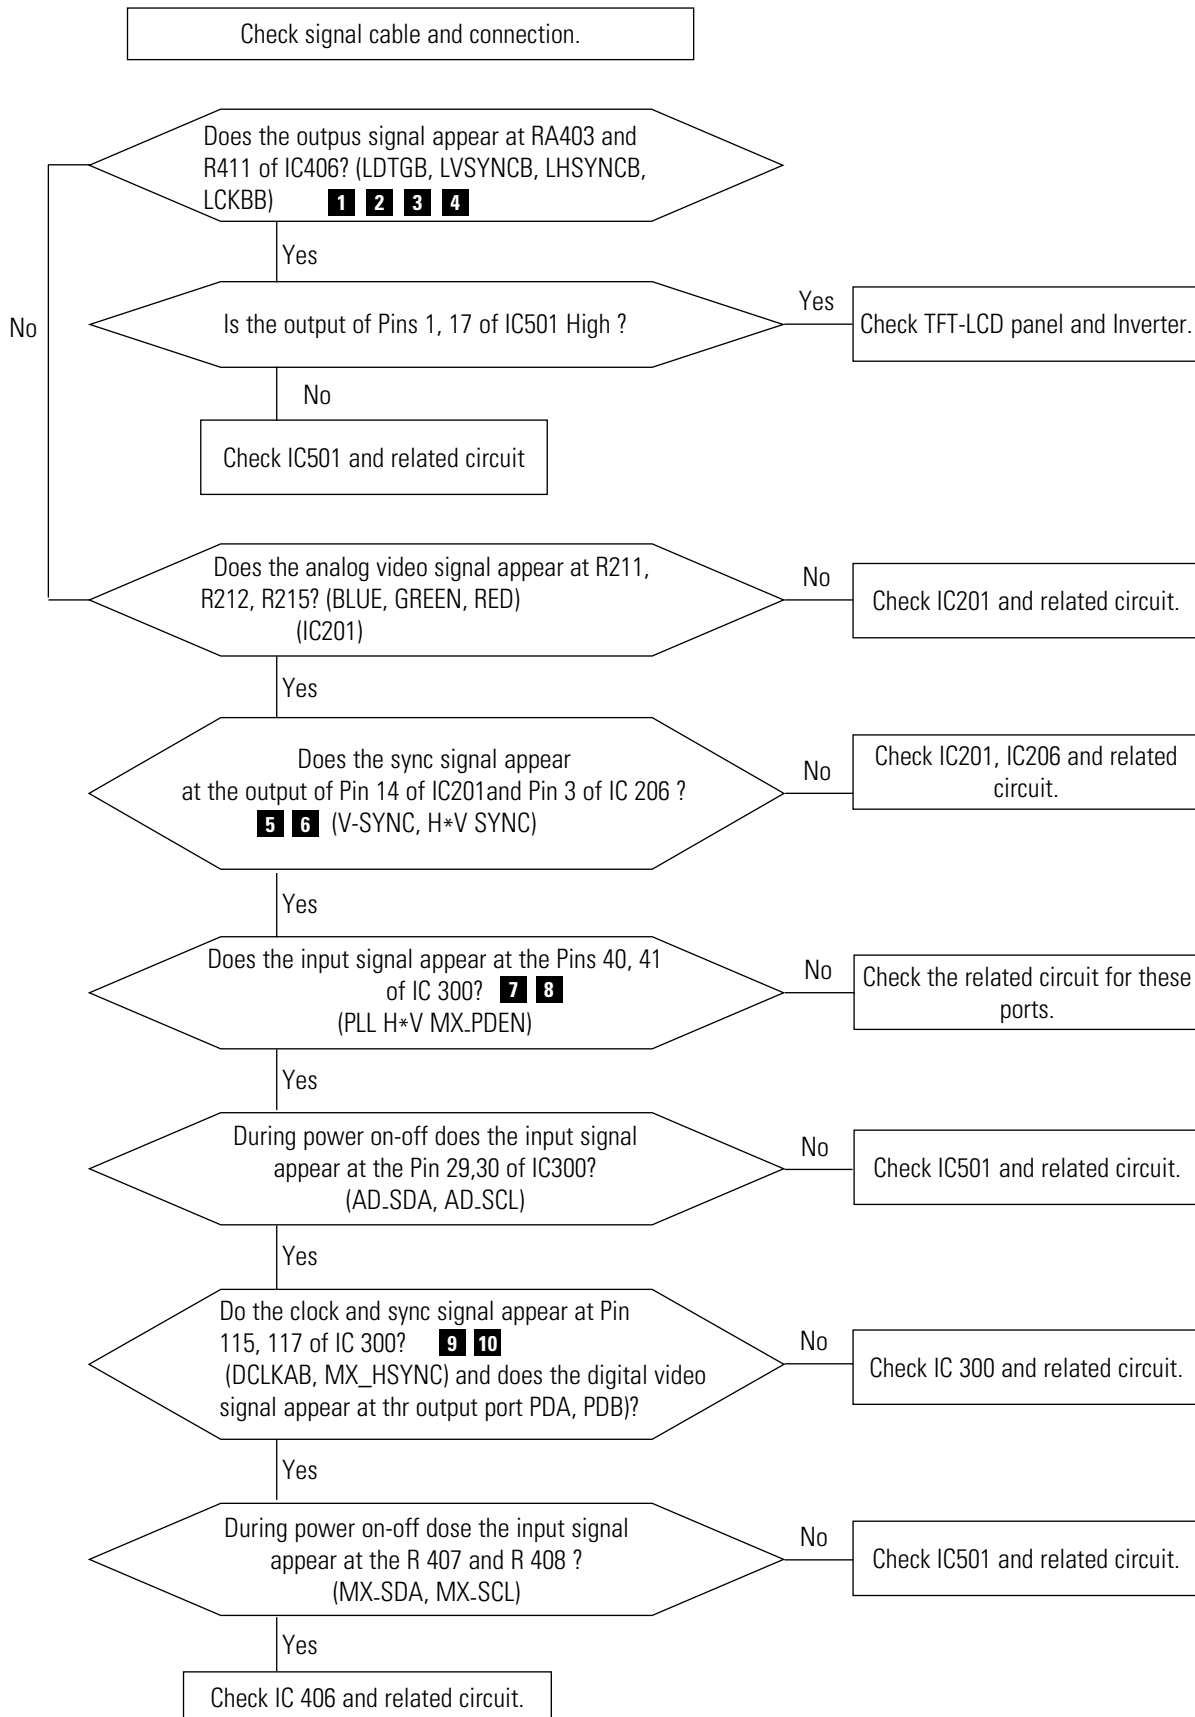 Check signal cable and connection.
Does the outpus signal appear at RA403 and
R411 of IC406? (LDTGB, LVSYNCB, LHSYNCB,
LCKBB) 1 2 3 4
Yes
No
Is the output of Pins 1, 17 of IC501 High ?
Yes
Check TFT-LCD panel and Inverter.
No
Check IC501 and related circuit
Does the analog video signal appear at R211,
R212, R215? (BLUE, GREEN, RED)
(IC201)
No
Check IC201 and related circuit.
Yes
Does the sync signal appear
at the output of Pin 14 of IC201and Pin 3 of IC 206 ?
5 6 (V-SYNC, H*V SYNC)
No
Check IC201, IC206 and related
circuit.
Yes
Does the input signal appear at the Pins 40, 41
of IC 300? 7 8
(PLL H*V MX-PDEN)
No
Check the related circuit for these
ports.
Yes
During power on-off does the input signal
appear at the Pin 29,30 of IC300?
(AD-SDA, AD-SCL)
No
Check IC501 and related circuit.
Yes
Do the clock and sync signal appear at Pin
115, 117 of IC 300? 9 10
(DCLKAB, MX_HSYNC) and does the digital video
signal appear at thr output port PDA, PDB)?
No
Check IC 300 and related circuit.
Yes
During power on-off dose the input signal
appear at the R 407 and R 408 ?
(MX-SDA, MX-SCL)
No
Check IC501 and related circuit.
Yes
Check IC 406 and related circuit.